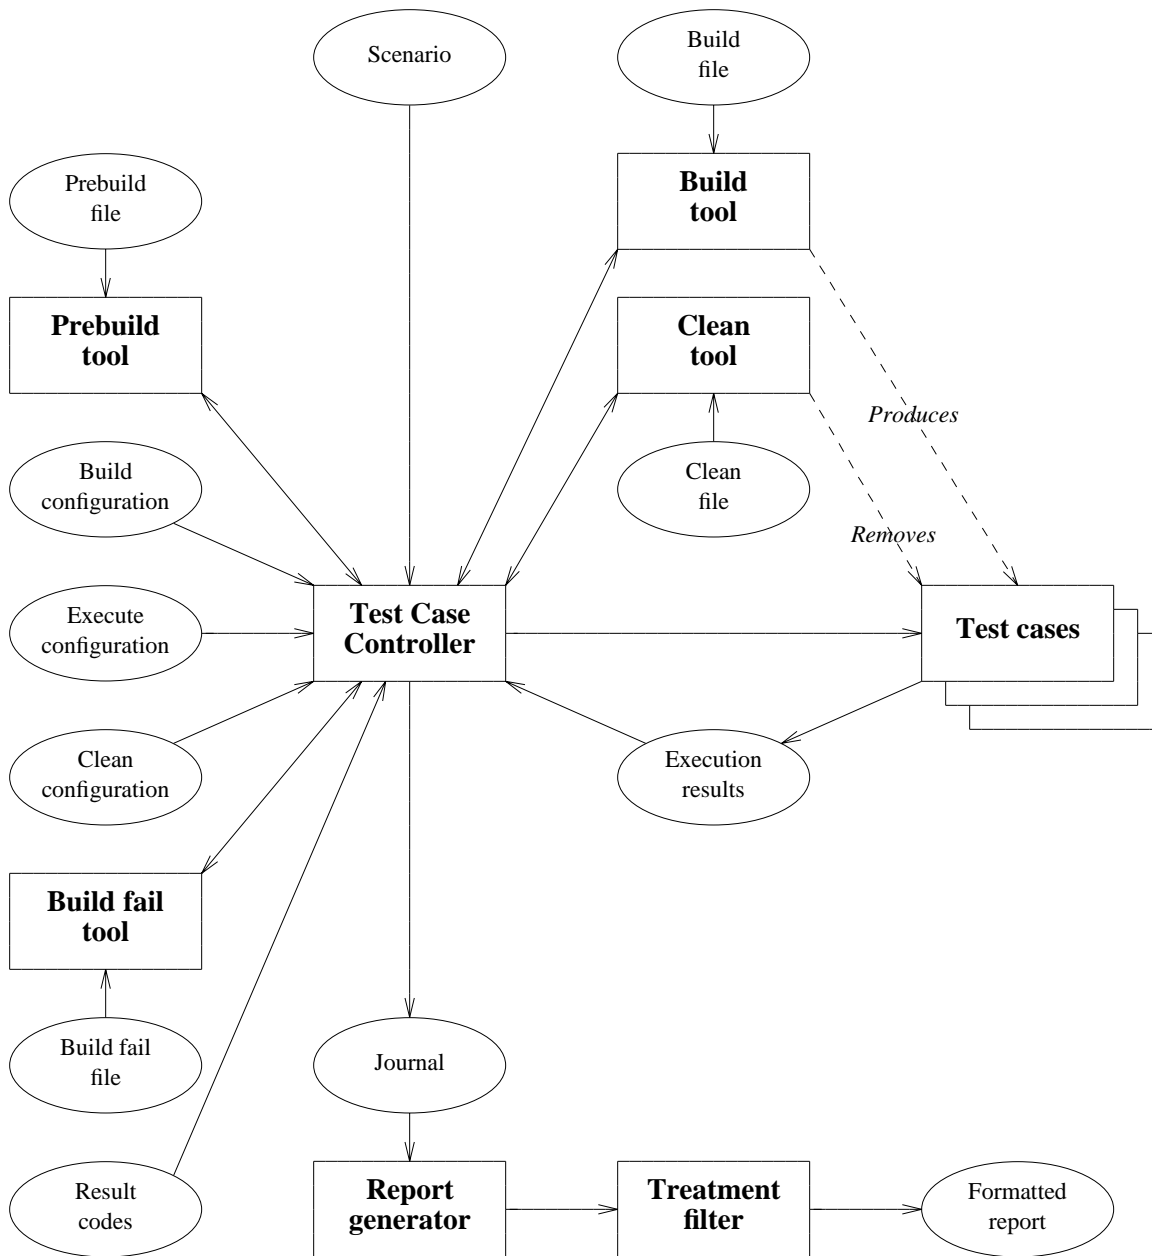 Scenario
Build
file
Prebuild
file
Build
tool
Prebuild
tool
Clean
tool
Produces
Build
configuration
Clean
file
Removes
Execute
configuration
Test Case
Controller
Test cases
Clean
configuration
Execution
results
Build fail
tool
Build fail
file
Journal
Result
codes
Report
generator
Treatment
filter
Formatted
report